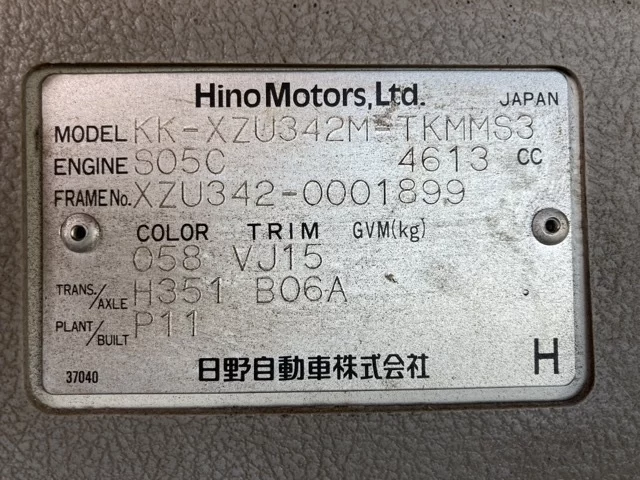 Hino Motors, Ltd.
JAPAN
MODEL KK-XZU342M-TKMMS3
ENGINE S05C 4613 CC
FRAME No. XZU342-0001899
COLOR TRIM GVM(kg)
058 VJ15
TRANS./AXLE H351 B06A
PLANT/BUILT P11
37040 日野自動車株式会社 H